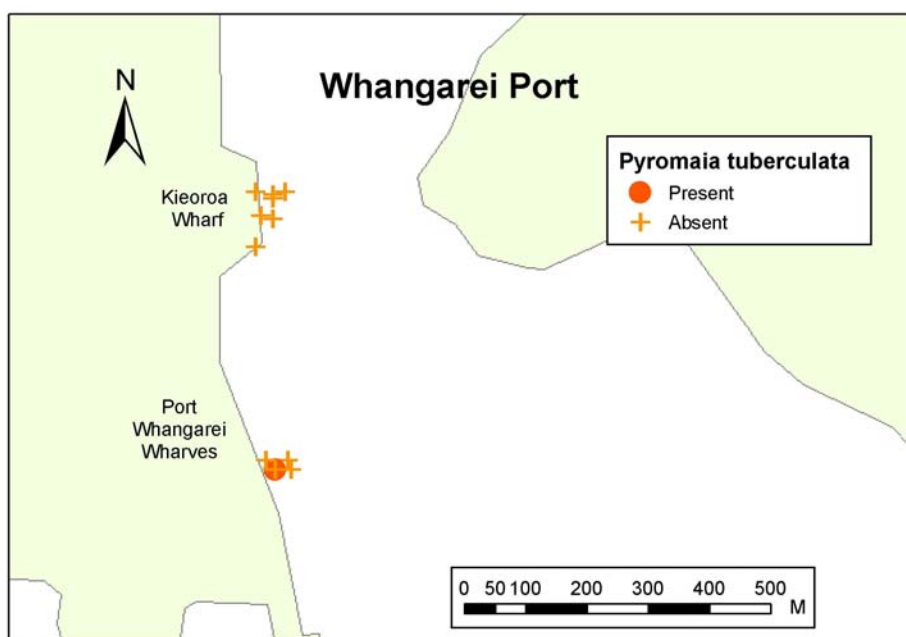 Whangarei Port
N
Kieoroa
Wharf
Pyromaia tuberculata
Present
Absent
Port
Whangarei
Wharves
0 50 100 200 300 400 500
M